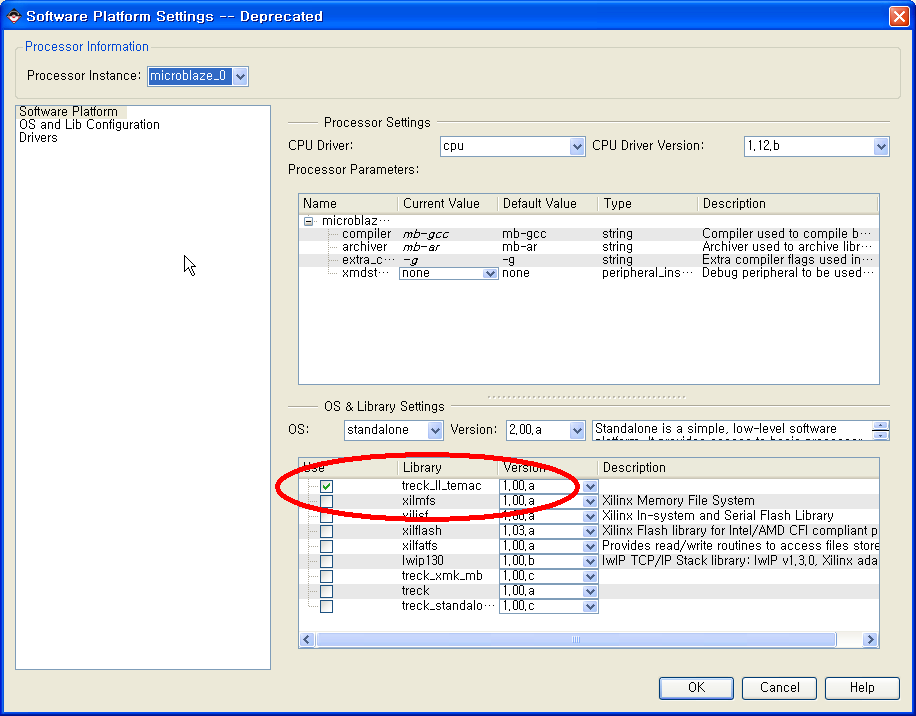 Software Platform Settings -- Deprecated
Processor Information
Processor Instance: microblaze_0
Software Platform
OS and Lib Configuration
Drivers
Processor Settings
CPU Driver: cpu CPU Driver Version: 1.12.b
Processor Parameters:
Name Current Value Default Value Type Description
microblaz...
compiler mb-gcc mb-gcc string Compiler used to compile b...
archiver mb-ar mb-ar string Archiver used to archive libr...
extra_c... -g -g string Extra compiler flags used in...
xmdst... none none peripheral_ins... Debug peripheral to be used...
OS & Library Settings
OS: standalone Version: 2.00.a Standalone is a simple, low-level software
platform. It provides access to basic processor
Use Library Version Description
treck_ll_temac 1.00.a
xilmfs 1.00.a Xilinx Memory File System
xilisf 1.00.a Xilinx In-system and Serial Flash Library
xilflash 1.03.a Xilinx Flash library for Intel/AMD CFI compliant p
xilfatfs 1.00.a Provides read/write routines to access files store
lwip130 1.00.b lwIP TCP/IP Stack library: lwIP v1.3.0, Xilinx ada
treck_xmk_mb 1.00.c
treck 1.00.a
treck_standalo... 1.00.c
OK Cancel Help